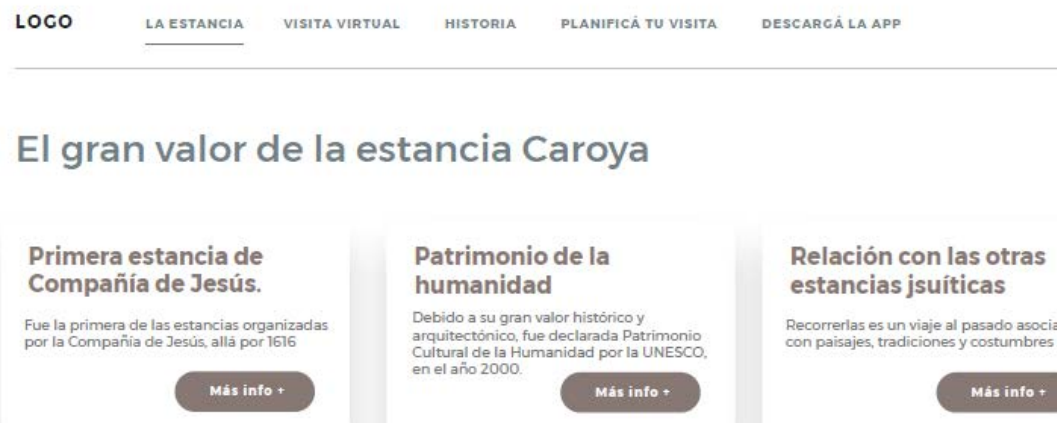 LOGO
LA ESTANCIA
VISITA VIRTUAL
HISTORIA
PLANIFICÁ TU VISITA
DESCARGÁ LA APP
El gran valor de la estancia Caroya
Primera estancia de
Compañía de Jesús.
Fue la primera de las estancias organizadas
por la Compañía de Jesús, allá por 1616
Más info +
Patrimonio de la
humanidad
Debido a su gran valor histórico y
arquitectónico, fue declarada Patrimonio
Cultural de la Humanidad por la UNESCO,
en el año 2000.
Más info +
Relación con las otras
estancias jsuíticas
Recorrerlas es un viaje al pasado
con paisajes, tradiciones y costumbres
Más info +